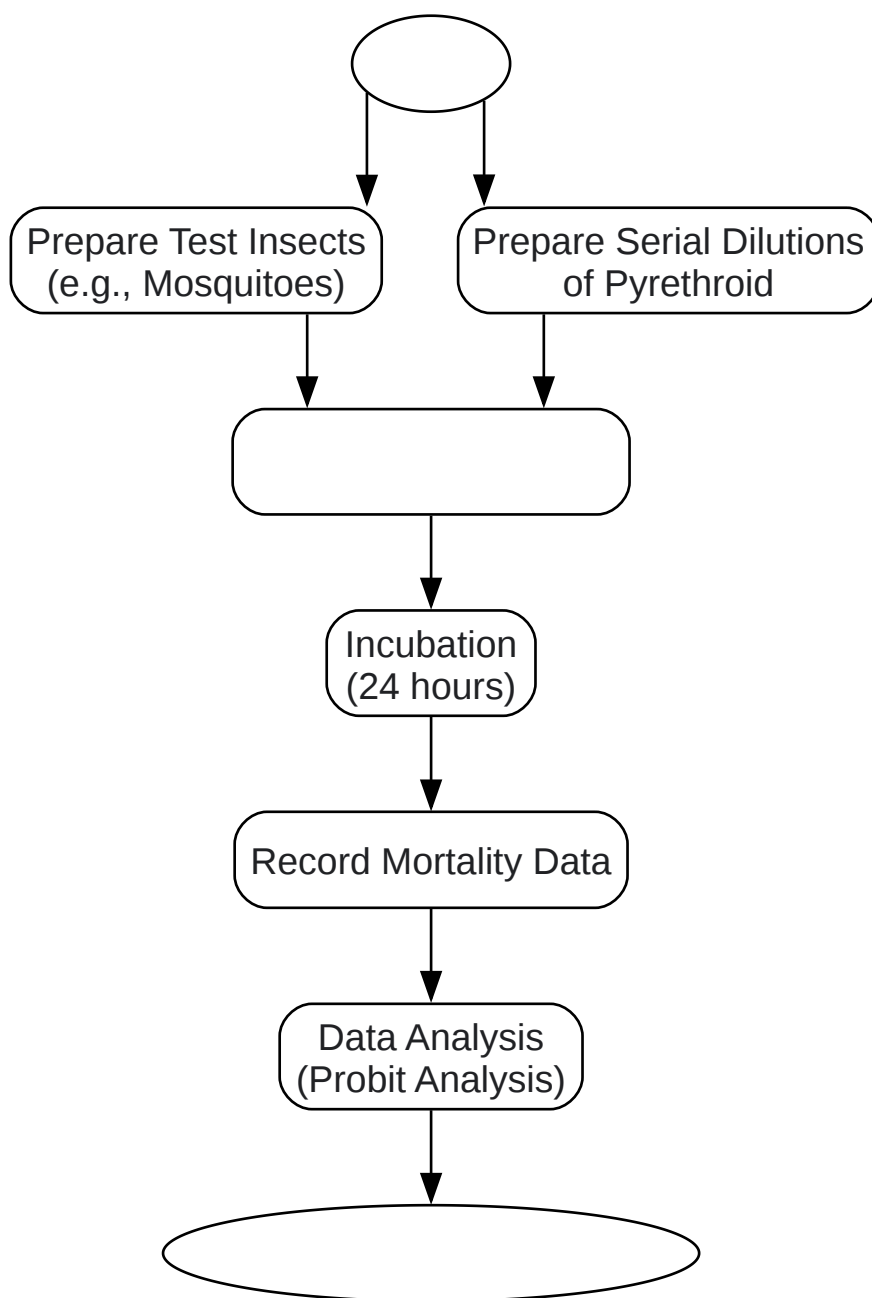 Prepare Test Insects
(e.g., Mosquitoes)
Prepare Serial Dilutions
of Pyrethroid
Incubation
(24 hours)
Record Mortality Data
Data Analysis
(Probit Analysis)